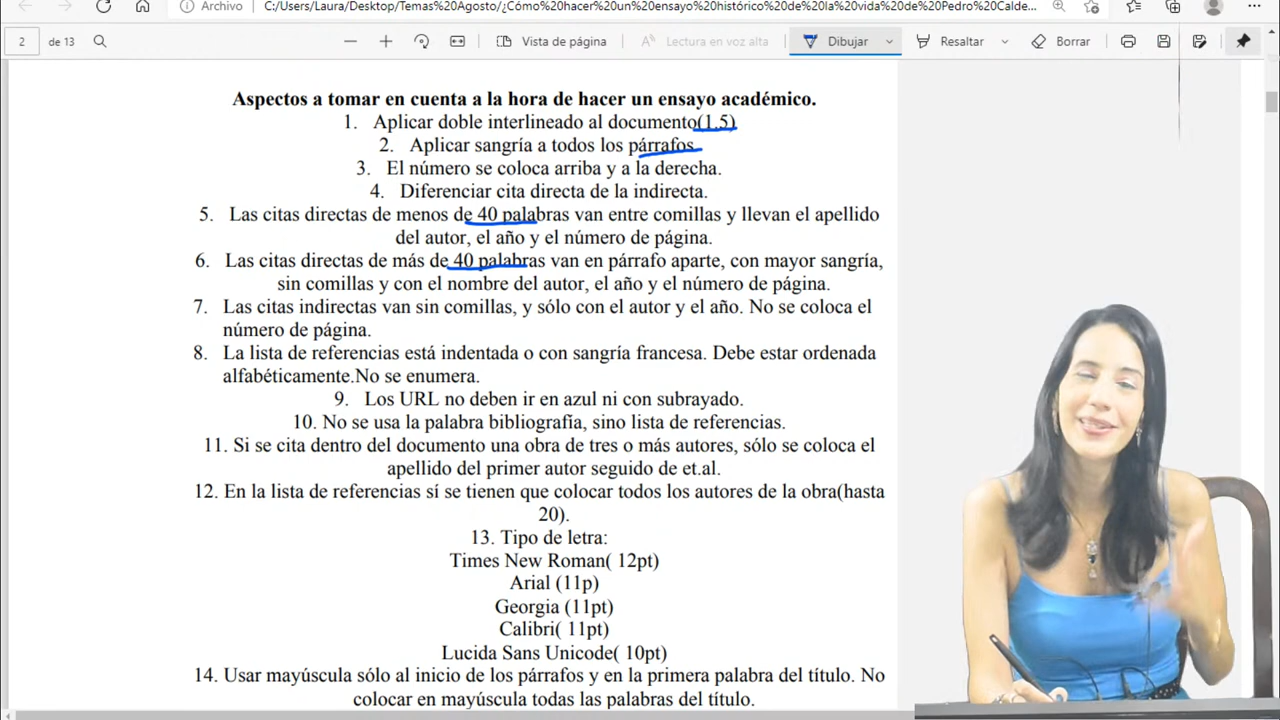 Archivo
C:/Users/Laura/Desktop/Temas%20Agosto/¿Cómo%20hacer%20un%20ensayo%20histórico%20de%20la%20vida%20de%20Pedro%20Calde...
2 de 13
Vista de página
Lectura en voz alta
Dibujar
Resaltar
Borrar
Aspectos a tomar en cuenta a la hora de hacer un ensayo académico.
1. Aplicar doble interlineado al documento(1.5)
2. Aplicar sangría a todos los párrafos.
3. El número se coloca arriba y a la derecha.
4. Diferenciar cita directa de la indirecta.
5. Las citas directas de menos de 40 palabras van entre comillas y llevan el apellido
del autor, el año y el número de página.
6. Las citas directas de más de 40 palabras van en párrafo aparte, con mayor sangría,
sin comillas y con el nombre del autor, el año y el número de página.
7. Las citas indirectas van sin comillas, y sólo con el autor y el año. No se coloca el
número de página.
8. La lista de referencias está indentada o con sangría francesa. Debe estar ordenada
alfabéticamente.No se enumera.
9. Los URL no deben ir en azul ni con subrayado.
10. No se usa la palabra bibliografía, sino lista de referencias.
11. Si se cita dentro del documento una obra de tres o más autores, sólo se coloca el
apellido del primer autor seguido de et.al.
12. En la lista de referencias sí se tienen que colocar todos los autores de la obra(hasta
20).
13. Tipo de letra:
Times New Roman( 12pt)
Arial (11p)
Georgia (11pt)
Calibri( 11pt)
Lucida Sans Unicode( 10pt)
14. Usar mayúscula sólo al inicio de los párrafos y en la primera palabra del título. No
colocar en mayúscula todas las palabras del título.